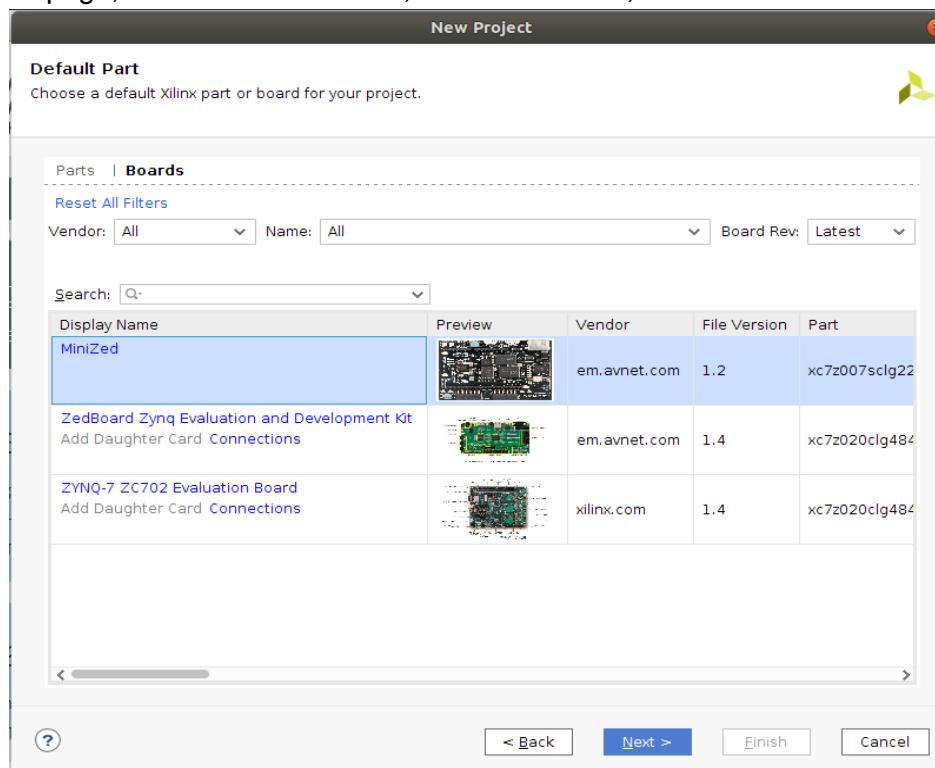 New Project
Default Part
Choose a default Xilinx part or board for your project.
Parts | Boards
Reset All Filters
Vendor: All Name: All Board Rev: Latest
Search: Q-
Display Name Preview Vendor File Version Part
MiniZed em.avnet.com 1.2 xc7z007sclg22
ZedBoard Zynq Evaluation and Development Kit
Add Daughter Card Connections em.avnet.com 1.4 xc7z020clg484
ZYNQ-7 ZC702 Evaluation Board
Add Daughter Card Connections xilinx.com 1.4 xc7z020clg484
? < Back Next > Finish Cancel